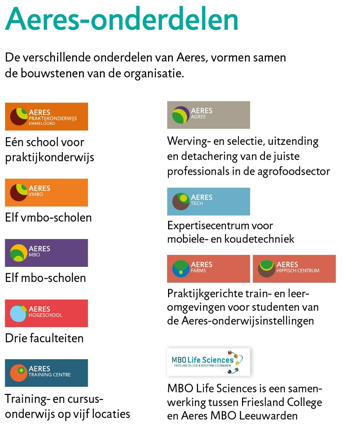 Aeres-onderdelen
De verschillende onderdelen van Aeres, vormen samen
de bouwstenen van de organisatie.
AERES
PRAKTIJKONDERWIJS
EMMELOORD
Eén school voor
praktijkonderwijs
AERES
VMBO
Elf vmbo-scholen
AERES
MBO
Elf mbo-scholen
AERES
HOGESCHOOL
Drie faculteiten
AERES
TRAINING CENTRE
Training- en cursus-
onderwijs op vijf locaties
AERES
AGREE
Werving- en selectie, uitzending
en detachering van de juiste
professionals in de agrofoodsector
AERES
TECH
Expertisecentrum voor
mobiele- en koudetechniek
AERES
FARMS
AERES
HIPPISCH CENTRUM
Praktijkgerichte train- en leer-
omgevingen voor studenten van
de Aeres-onderwijsinstellingen
MBO Life Sciences
FRIESLAND COLLEGE & NORDWIN COLLEGE
MBO Life Sciences is een samen-
werking tussen Friesland College
en Aeres MBO Leeuwarden